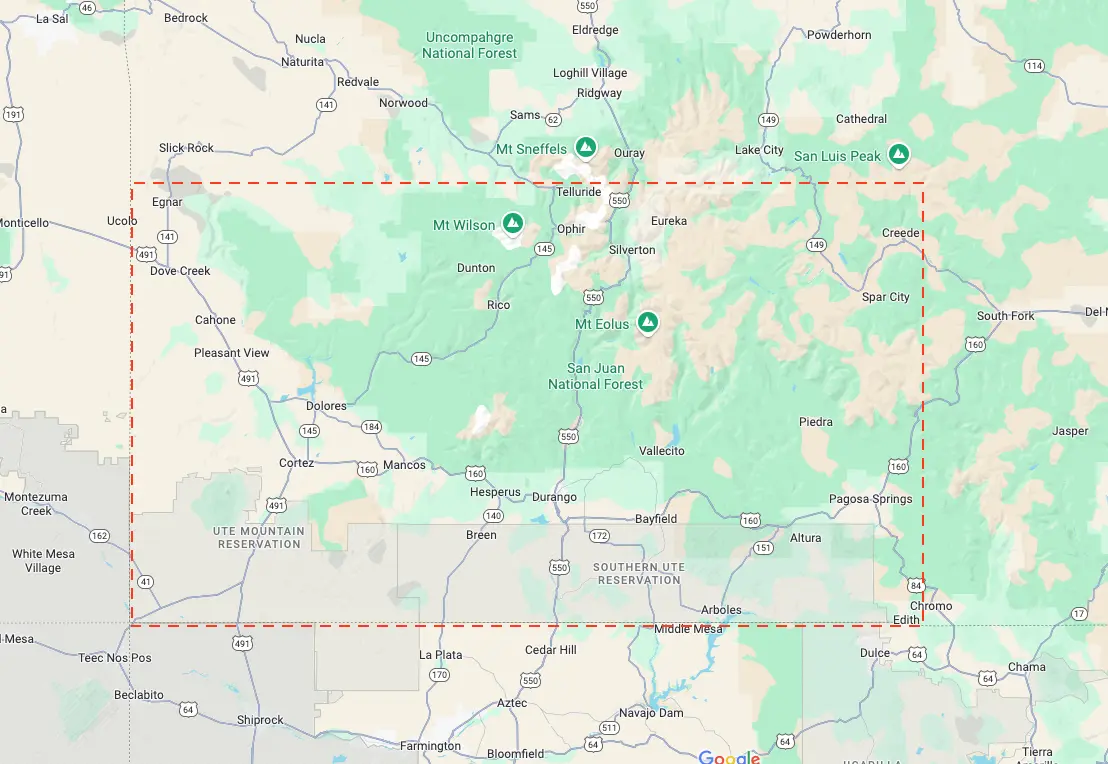 La Sal
46
Bedrock
550
Eldredge
Powderhorn
Nucla
Uncompahgre
National Forest
Naturita
Loghill Village
114
Redvale
Ridgway
141
Norwood
191
Sams
62
149
Cathedral
Slick Rock
Mt Sneffels
Ouray
Lake City
San Luis Peak
Telluride
Egnar
550
Monticello
Ucolo
Mt Wilson
Ophir
Eureka
141
Creede
491
145
Silverton
149
91
Dove Creek
Dunton
Rico
550
Spar City
Cahone
Mt Eolus
South Fork
Del N
160
Pleasant View
145
San Juan
National Forest
491
a
Dolores
145
184
550
Piedra
Jasper
Cortez
160
Mancos
160
Vallecito
160
Montezuma
Creek
491
Hesperus
Durango
Pagosa Springs
140
Bayfield
160
162
UTE MOUNTAIN
RESERVATION
Breen
172
Altura
151
White Mesa
Village
41
550
SOUTHERN UTE
RESERVATION
84
Arboles
Chromo
17
Edith
Middle Mesa
l-Mesa
491
Teec Nos Pos
La Plata
Cedar Hill
Dulce
64
Chama
170
550
64
Beclabito
64
Aztec
Shiprock
Navajo Dam
511
Farmington
64
64
Bloomfield
Google
Tierra